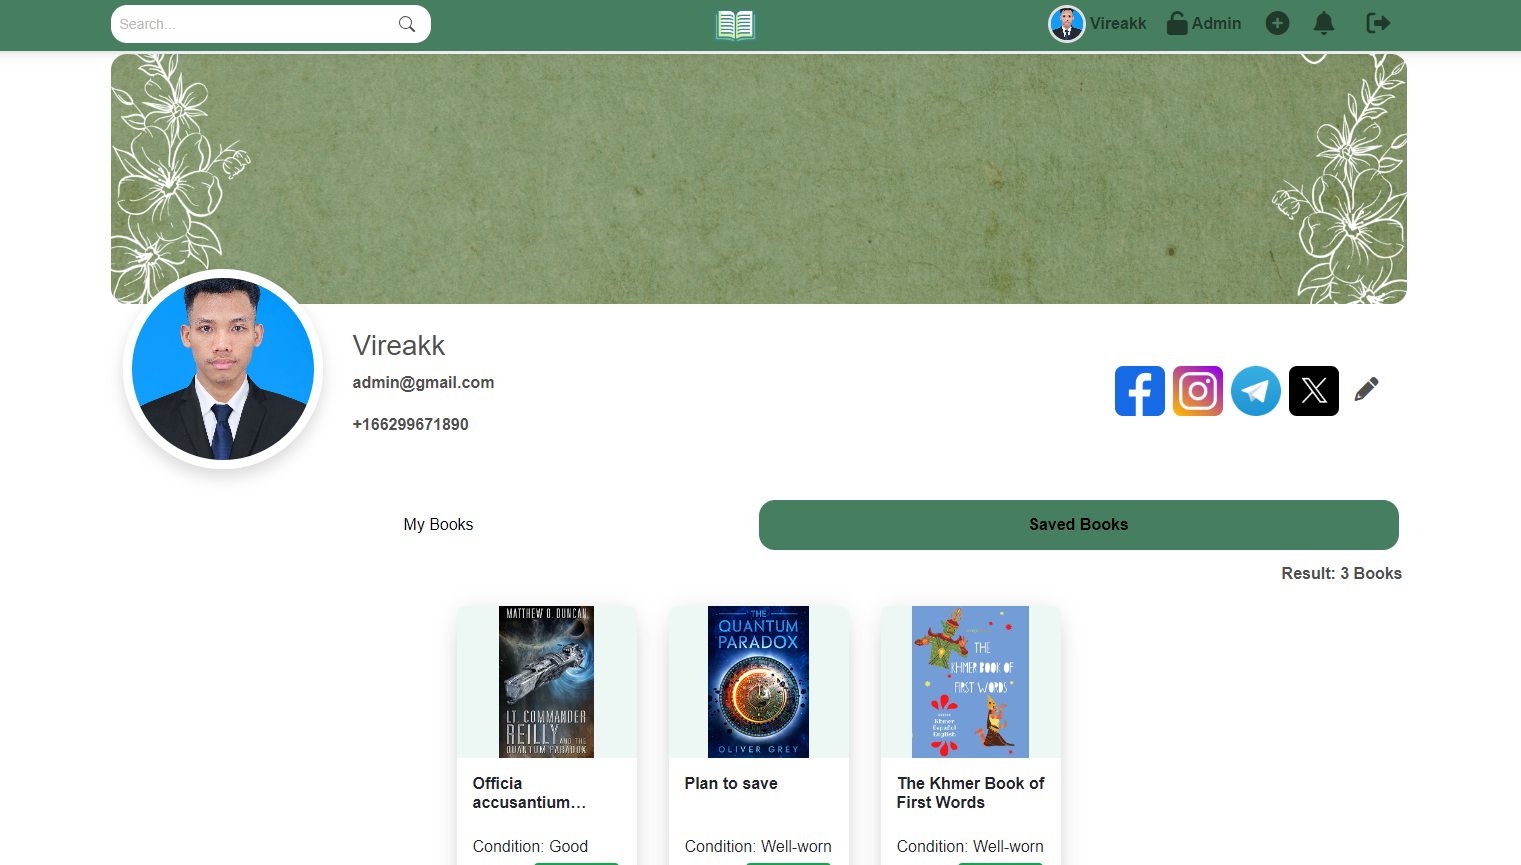 Search...
Vireakk
Admin
Vireakk
admin@gmail.com
+166299671890
My Books
Saved Books
Result: 3 Books
MATTHEW O. DUNCAN
LT. COMMANDER
REILLY AND THE
QUANTUM PARADOX
THE
QUANTUM
PARADOX
OLIVER GREY
THE
KHMER BOOK OF
FIRST WORDS
Khmer
Español
English
Officia
accusantium...
Plan to save
The Khmer Book of
First Words
Condition: Good
Condition: Well-worn
Condition: Well-worn